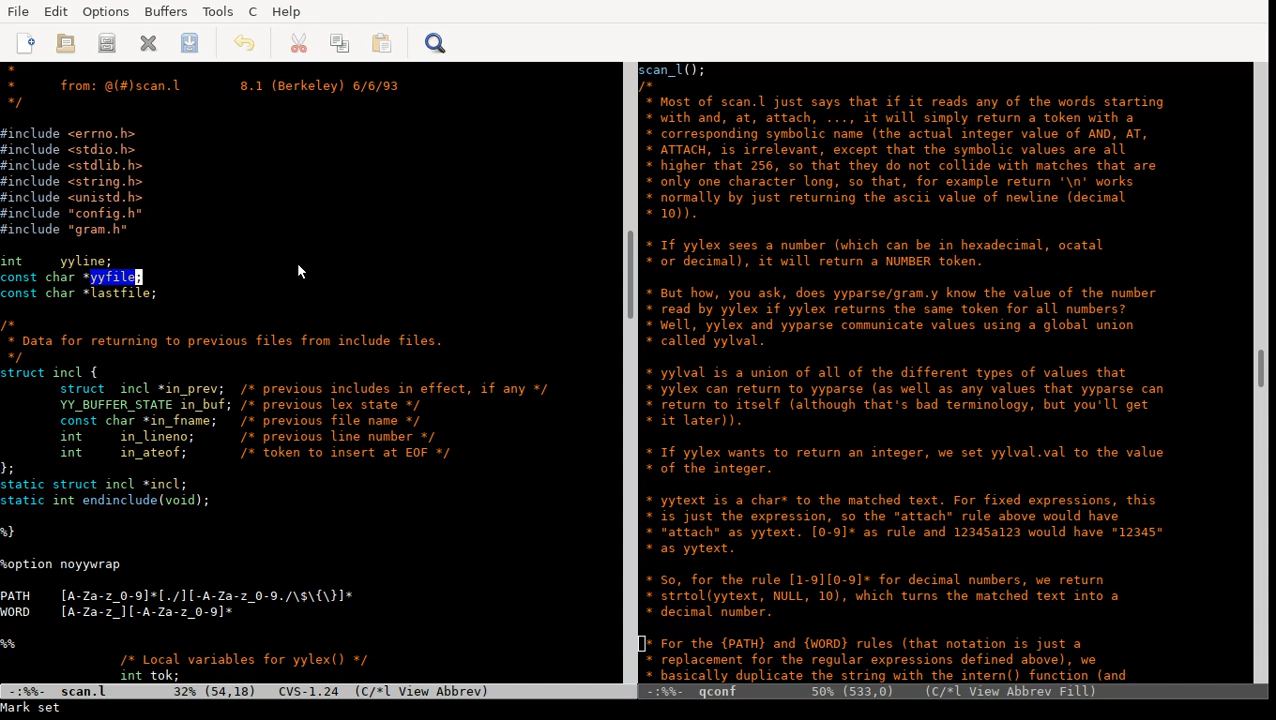 File Edit Options Buffers Tools C Help
*
* from: @(#)scan.l 8.1 (Berkeley) 6/6/93
*/
#include <errno.h>
#include <stdio.h>
#include <stdlib.h>
#include <string.h>
#include <unistd.h>
#include "config.h"
#include "gram.h"
int yyline;
const char *yyfile;
const char *lastfile;
/*
* Data for returning to previous files from include files.
*/
struct incl {
struct incl *in_prev; /* previous includes in effect, if any */
YY_BUFFER_STATE in_buf; /* previous lex state */
const char *in_fname; /* previous file name */
int in_lineno; /* previous line number */
int in_ateof; /* token to insert at EOF */
};
static struct incl *incl;
static int endinclude(void);
%}
%option noyywrap
PATH [A-Za-z_0-9]*[./][-A-Za-z_0-9./\$\{\}]*
WORD [A-Za-z_][-A-Za-z_0-9]*
%%
/* Local variables for yylex() */
int tok;
-:%%- scan.l 32% (54,18) CVS-1.24 (C/*l View Abbrev)
Mark set
scan_l();
/*
* Most of scan.l just says that if it reads any of the words starting
* with and, at, attach, ..., it will simply return a token with a
* corresponding symbolic name (the actual integer value of AND, AT,
* ATTACH, is irrelevant, except that the symbolic values are all
* higher that 256, so that they do not collide with matches that are
* only one character long, so that, for example return '\n' works
* normally by just returning the ascii value of newline (decimal
* 10)).
* If yylex sees a number (which can be in hexadecimal, ocatal
* or decimal), it will return a NUMBER token.
* But how, you ask, does yyparse/gram.y know the value of the number
* read by yylex if yylex returns the same token for all numbers?
* Well, yylex and yyparse communicate values using a global union
* called yylval.
* yylval is a union of all of the different types of values that
* yylex can return to yyparse (as well as any values that yyparse can
* return to itself (although that's bad terminology, but you'll get
* it later)).
* If yylex wants to return an integer, we set yylval.val to the value
* of the integer.
* yytext is a char* to the matched text. For fixed expressions, this
* is just the expression, so the "attach" rule above would have
* "attach" as yytext. [0-9]* as rule and 12345a123 would have "12345"
* as yytext.
* So, for the rule [1-9][0-9]* for decimal numbers, we return
* strtol(yytext, NULL, 10), which turns the matched text into a
* decimal number.
* For the {PATH} and {WORD} rules (that notation is just a
* replacement for the regular expressions defined above), we
* basically duplicate the string with the intern() function (and
-:%%- qconf 50% (533,0) (C/*l View Abbrev Fill)